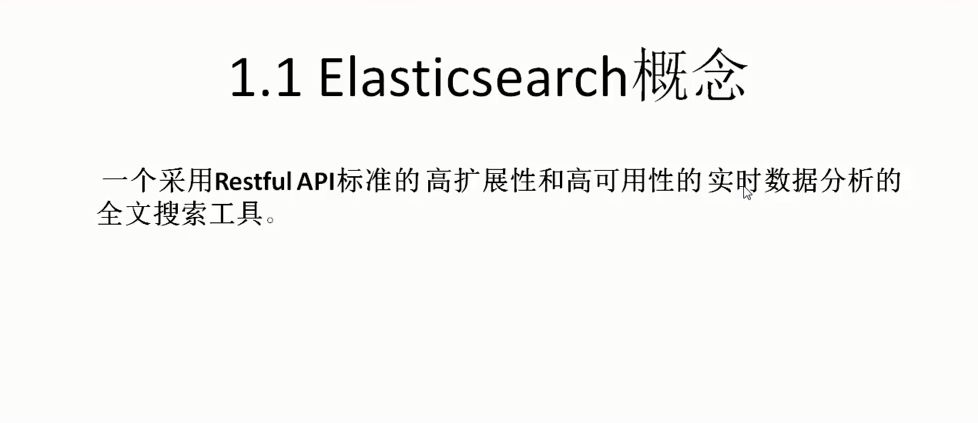 1.1 Elasticsearch概念
一个采用Restful API标准的高扩展性和高可用性的实时数据分析的
全文搜索工具。